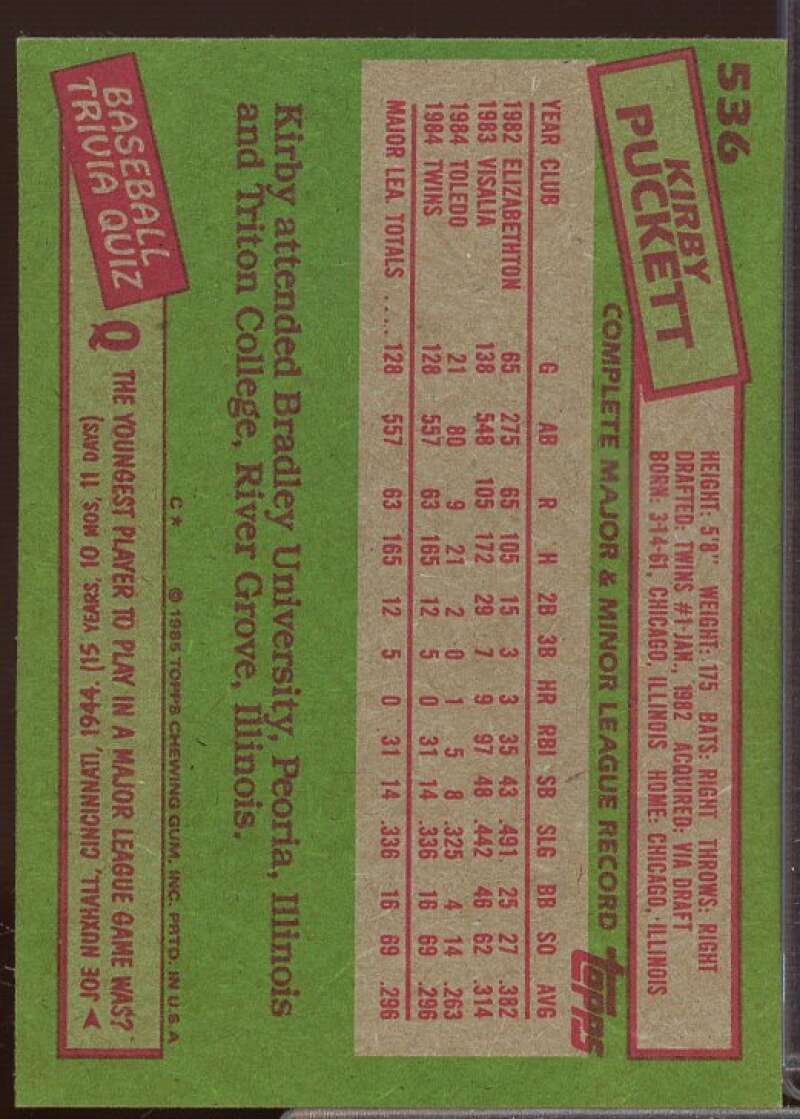 536
KIRBY
PUCKETT
HEIGHT: 5'8" WEIGHT: 175 BATS: RIGHT THROWS: RIGHT
DRAFTED: TWINS #1-JAN., 1982 ACQUIRED: VIA DRAFT
BORN: 3-14-61, CHICAGO, ILLINOIS HOME: CHICAGO, ILLINOIS
COMPLETE MAJOR & MINOR LEAGUE RECORD topps
YEAR CLUB G AB R H 2B 3B HR RBI SB SLG BB SO AVG
1982 ELIZABETHTON 65 275 65 105 15 3 3 35 43 .491 25 27 .382
1983 VISALIA 138 548 105 172 29 7 9 97 48 .442 46 62 .314
1984 TOLEDO 21 80 9 21 2 0 1 5 8 .325 4 14 .263
1984 TWINS 128 557 63 165 12 5 0 31 14 .336 16 69 .296
MAJOR LEA. TOTALS ..... 128 557 63 165 12 5 0 31 14 .336 16 69 .296
Kirby attended Bradley University, Peoria, Illinois
and Triton College, River Grove, Illinois.
C* © 1985 TOPPS CHEWING GUM, INC. PRTD. IN U.S.A
BASEBALL
TRIVIA QUIZ
Q THE YOUNGEST PLAYER TO PLAY IN A MAJOR LEAGUE GAME WAS?
(15 YEARS, 10 MOS, 11 DAYS) JOE NUXHALL, CINCINNATI, 1944.